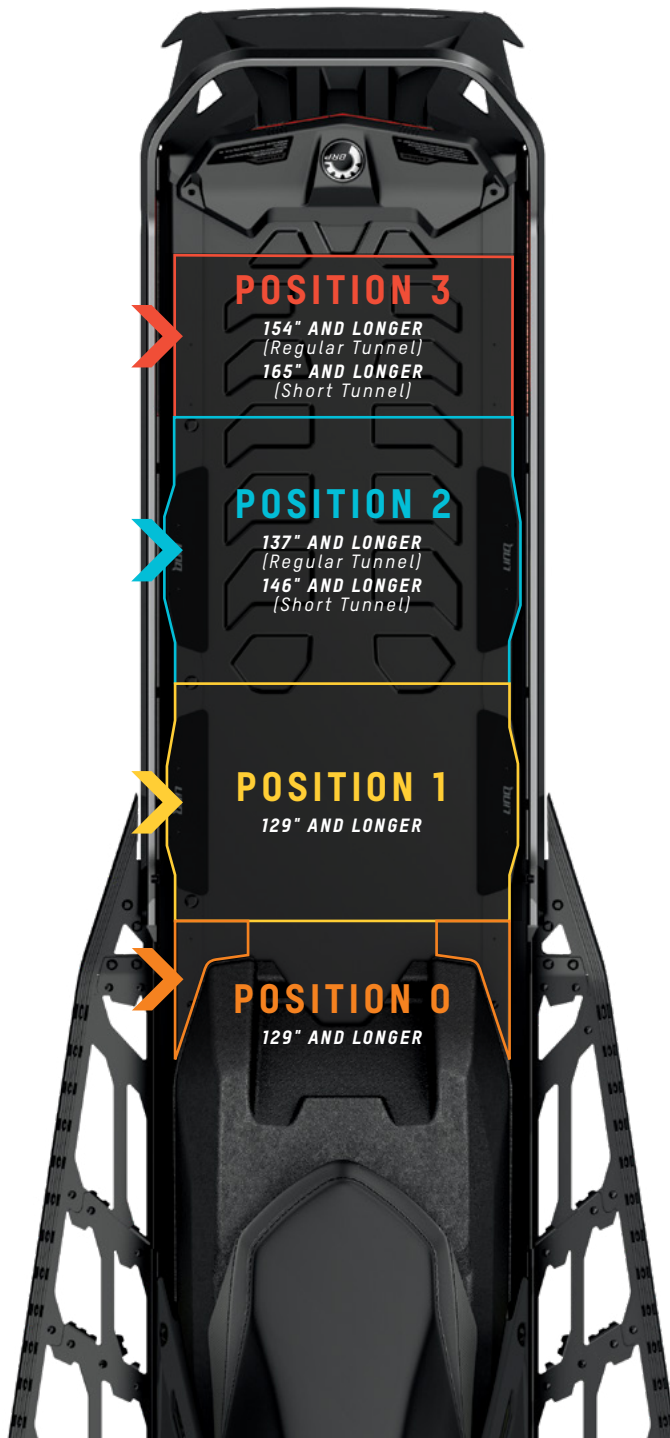 BRP
POSITION 3
154" AND LONGER
(Regular Tunnel)
165" AND LONGER
(Short Tunnel)
POSITION 2
137" AND LONGER
(Regular Tunnel)
146" AND LONGER
(Short Tunnel)
POSITION 1
129" AND LONGER
POSITION 0
129" AND LONGER